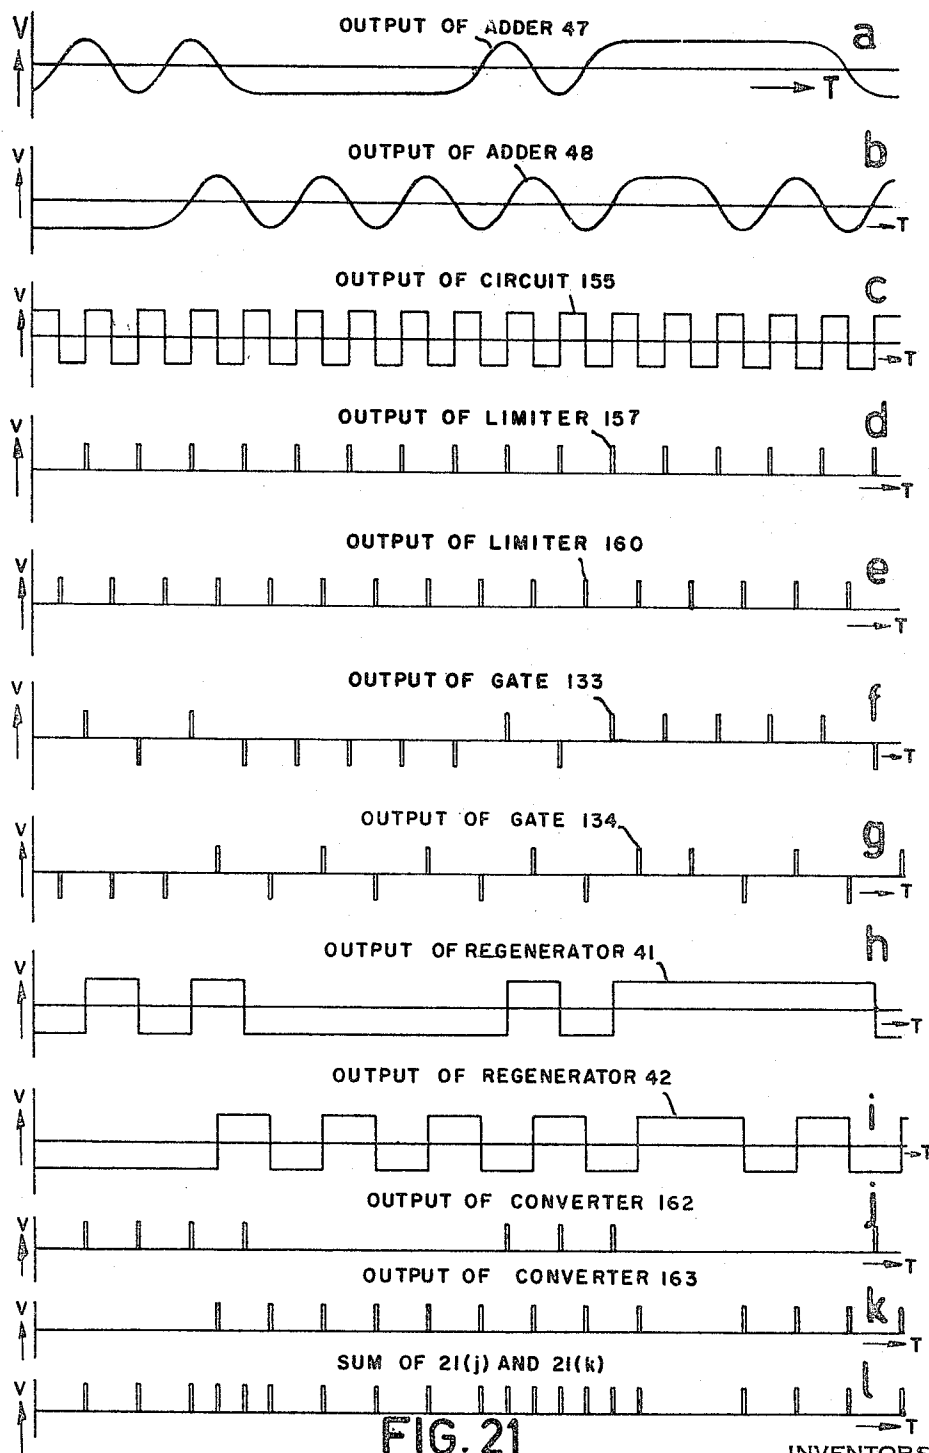 V OUTPUT OF ADDER 47 a
T
V OUTPUT OF ADDER 48 b
T
V OUTPUT OF CIRCUIT 155 c
T
V OUTPUT OF LIMITER 157 d
T
V OUTPUT OF LIMITER 160 e
T
V OUTPUT OF GATE 133 f
T
V OUTPUT OF GATE 134 g
T
V OUTPUT OF REGENERATOR 41 h
T
V OUTPUT OF REGENERATOR 42 i
T
V OUTPUT OF CONVERTER 162 j
T
V OUTPUT OF CONVERTER 163 k
T
V SUM OF 21(j) AND 21(k) l
T
FIG. 21
INVENTORS